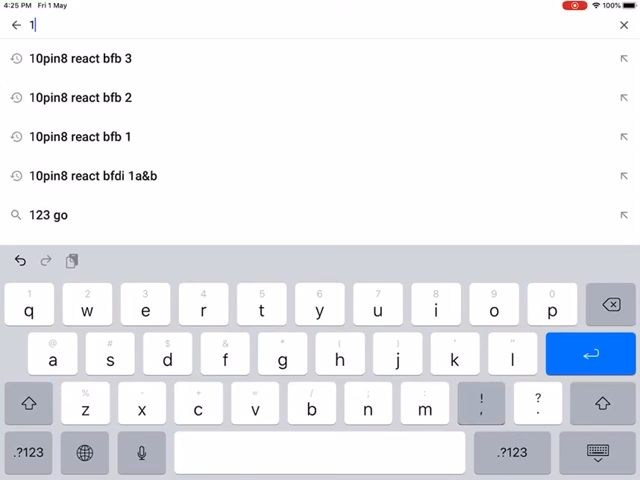 4:25 PM Fri 1 May 100%
1
10pin8 react bfb 3
10pin8 react bfb 2
10pin8 react bfb 1
10pin8 react bfdi 1a&b
123 go
1 2 3 4 5 6 7 8 9 0
q w e r t y u i o p
@ # $ & * ( ) ' "
a s d f g h j k l
% - + = / ; :
z x c v b n m ! , ? .
.?123 .?123